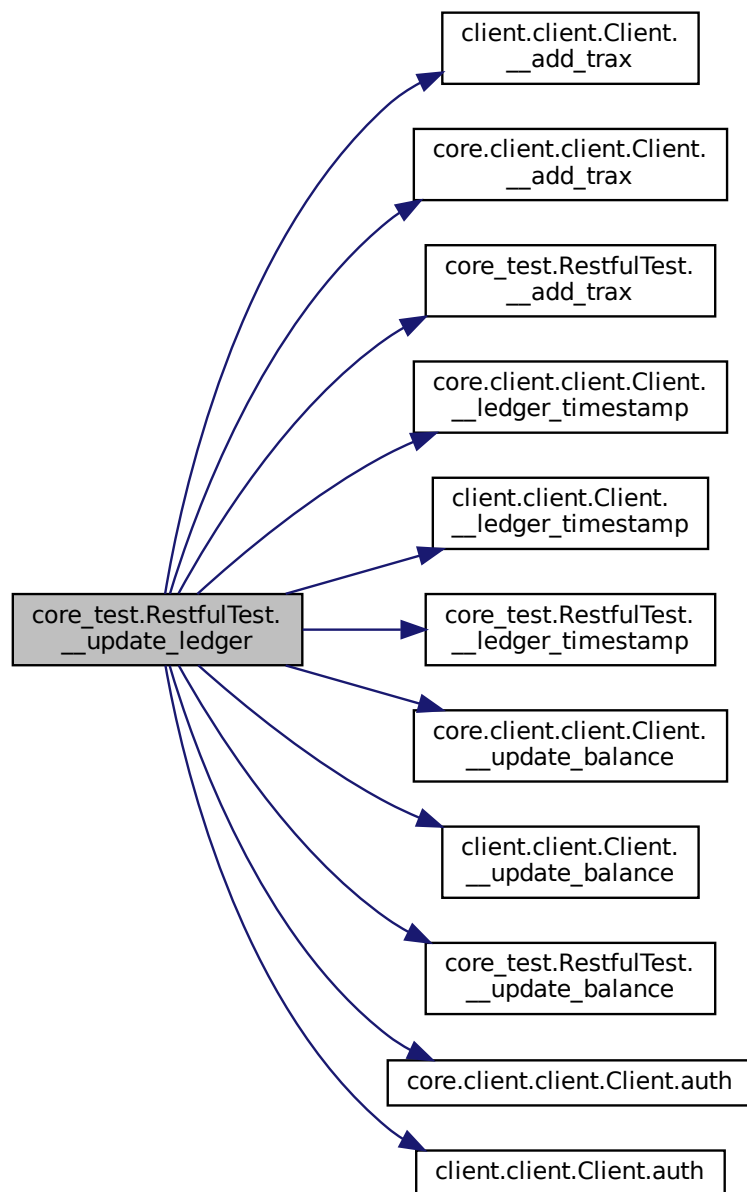 client.client.Client.
__add_trax
core.client.client.Client.
__add_trax
core_test.RestfulTest.
__add_trax
core.client.client.Client.
__ledger_timestamp
client.client.Client.
__ledger_timestamp
core_test.RestfulTest.
__update_ledger
core_test.RestfulTest.
__ledger_timestamp
core.client.client.Client.
__update_balance
client.client.Client.
__update_balance
core_test.RestfulTest.
__update_balance
core.client.client.Client.auth
client.client.Client.auth